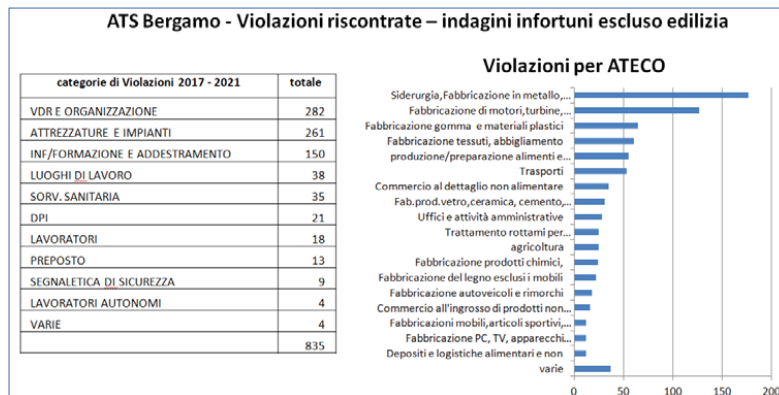 ATS Bergamo - Violazioni riscontrate – indagini infortuni escluso edilizia
categorie di Violazioni 2017 - 2021 totale
VDR E ORGANIZZAZIONE 282
ATTREZZATURE E IMPIANTI 261
INF/FORMAZIONE E ADDESTRAMENTO 150
LUOGHI DI LAVORO 38
SORV. SANITARIA 35
DPI 21
LAVORATORI 18
PREPOSTO 13
SEGNALETICA DI SICUREZZA 9
LAVORATORI AUTONOMI 4
VARIE 4
835
Violazioni per ATECO
Siderurgia,Fabbricazione in metallo,...
Fabbricazione di motori,turbine,...
Fabbricazione gomma e materiali plastici
Fabbricazione tessuti, abbigliamento
produzione/preparazione alimenti e...
Trasporti
Commercio al dettaglio non alimentare
Fab.prod.vetro,ceramica, cemento,...
Uffici e attività amministrative
Trattamento rottami per...
agricoltura
Fabbricazione prodotti chimici,
Fabbricazione del legno esclusi i mobili
Fabbricazione autoveicoli e rimorchi
Commercio all'ingrosso di prodotti non...
Fabbricazioni mobili,articoli sportivi,...
Fabbricazione PC, TV, apparecchi...
Depositi e logistiche alimentari e non
varie
0 50 100 150 200